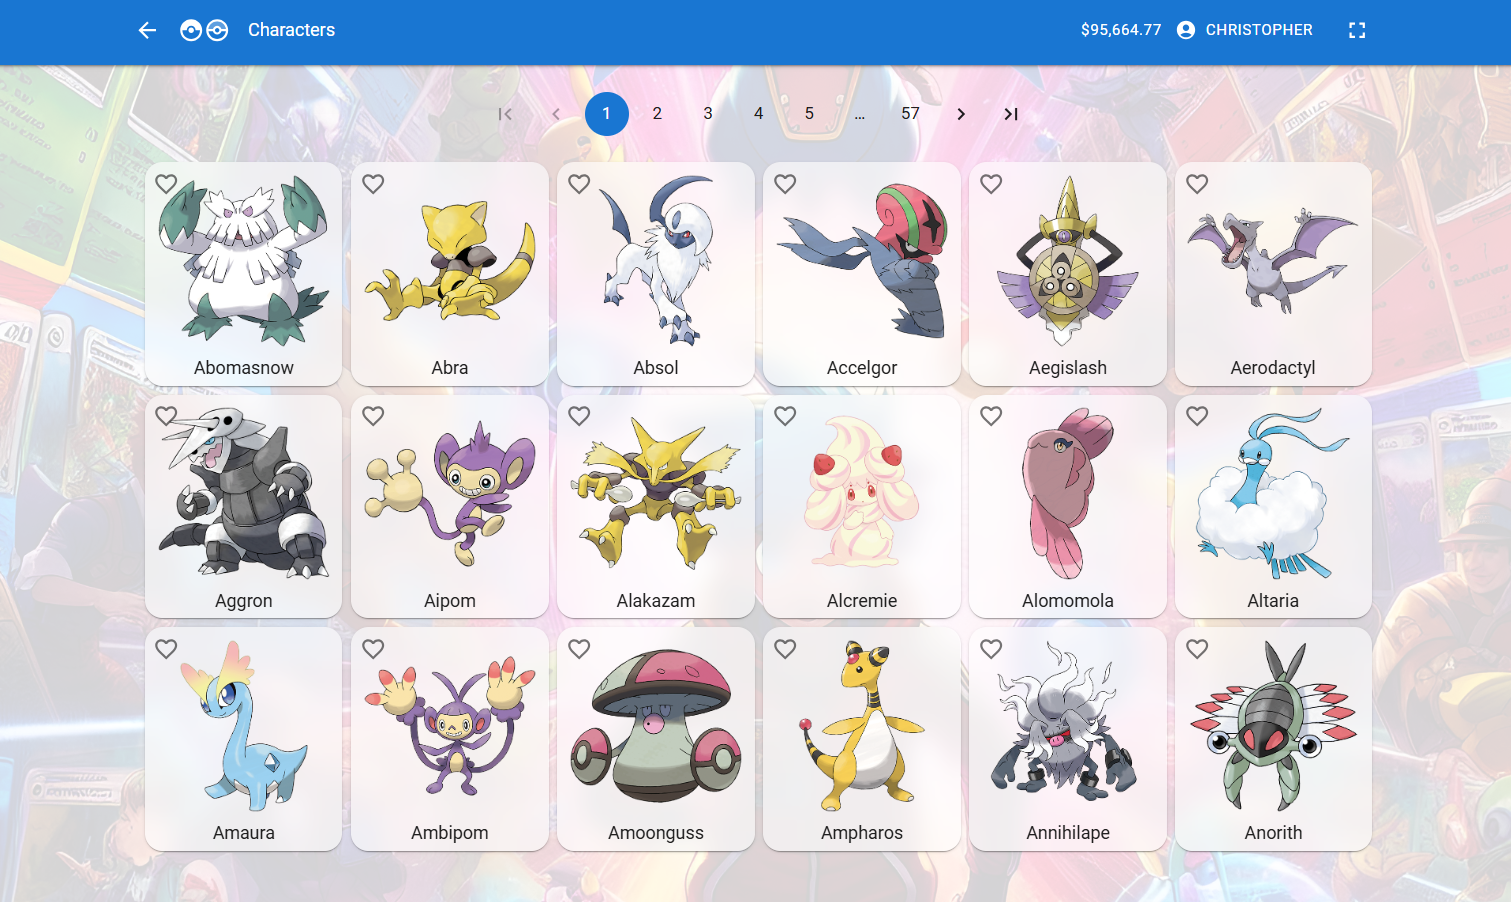 Characters $95,664.77 CHRISTOPHER
1 2 3 4 5 ... 57
Abomasnow Abra Absol Accelgor Aegislash Aerodactyl
Aggron Aipom Alakazam Alcremie Alomomola Altaria
Amaura Ambipom Amoonguss Ampharos Annihilape Anorith